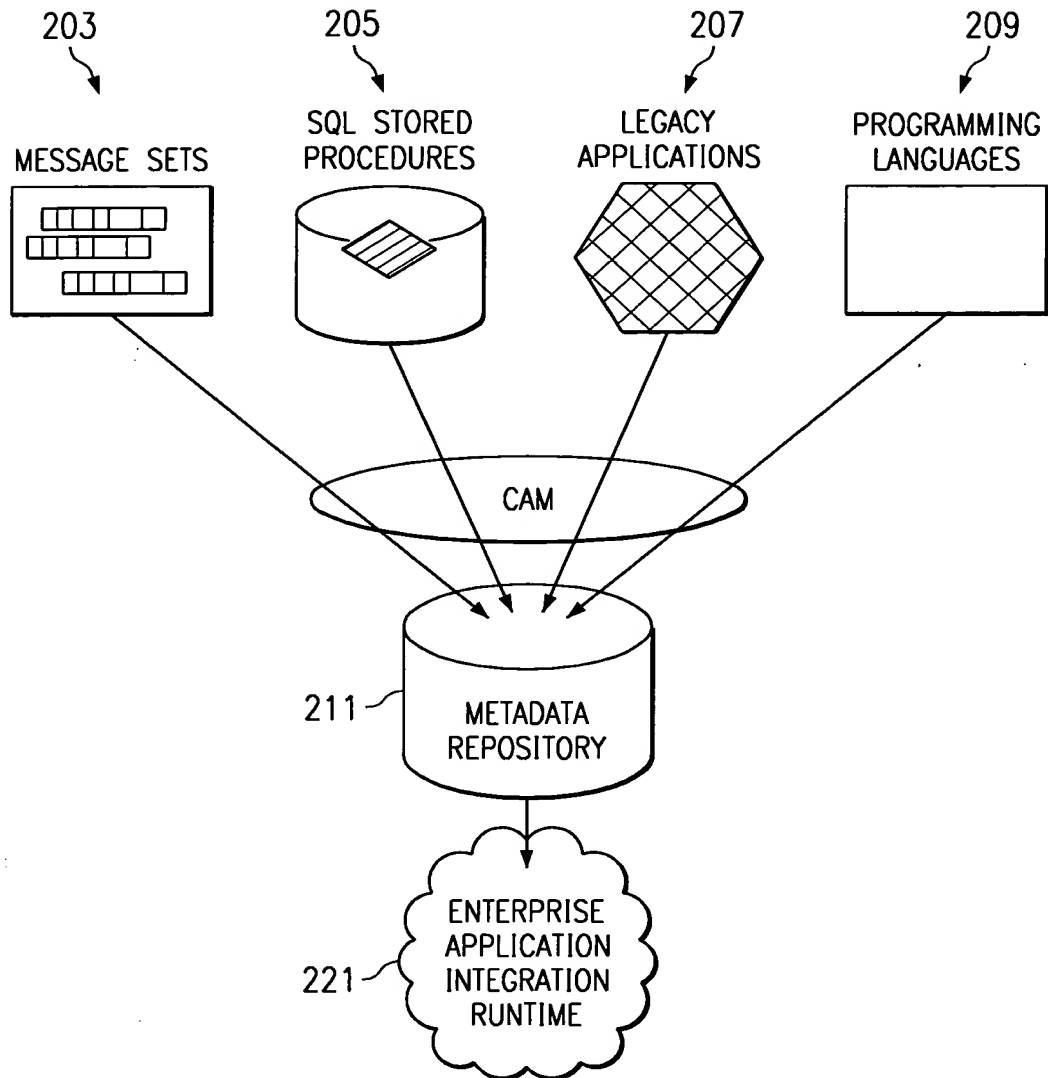 203
205
207
209
MESSAGE SETS
SQL STORED
PROCEDURES
LEGACY
APPLICATIONS
PROGRAMMING
LANGUAGES
CAM
211
METADATA
REPOSITORY
221
ENTERPRISE
APPLICATION
INTEGRATION
RUNTIME